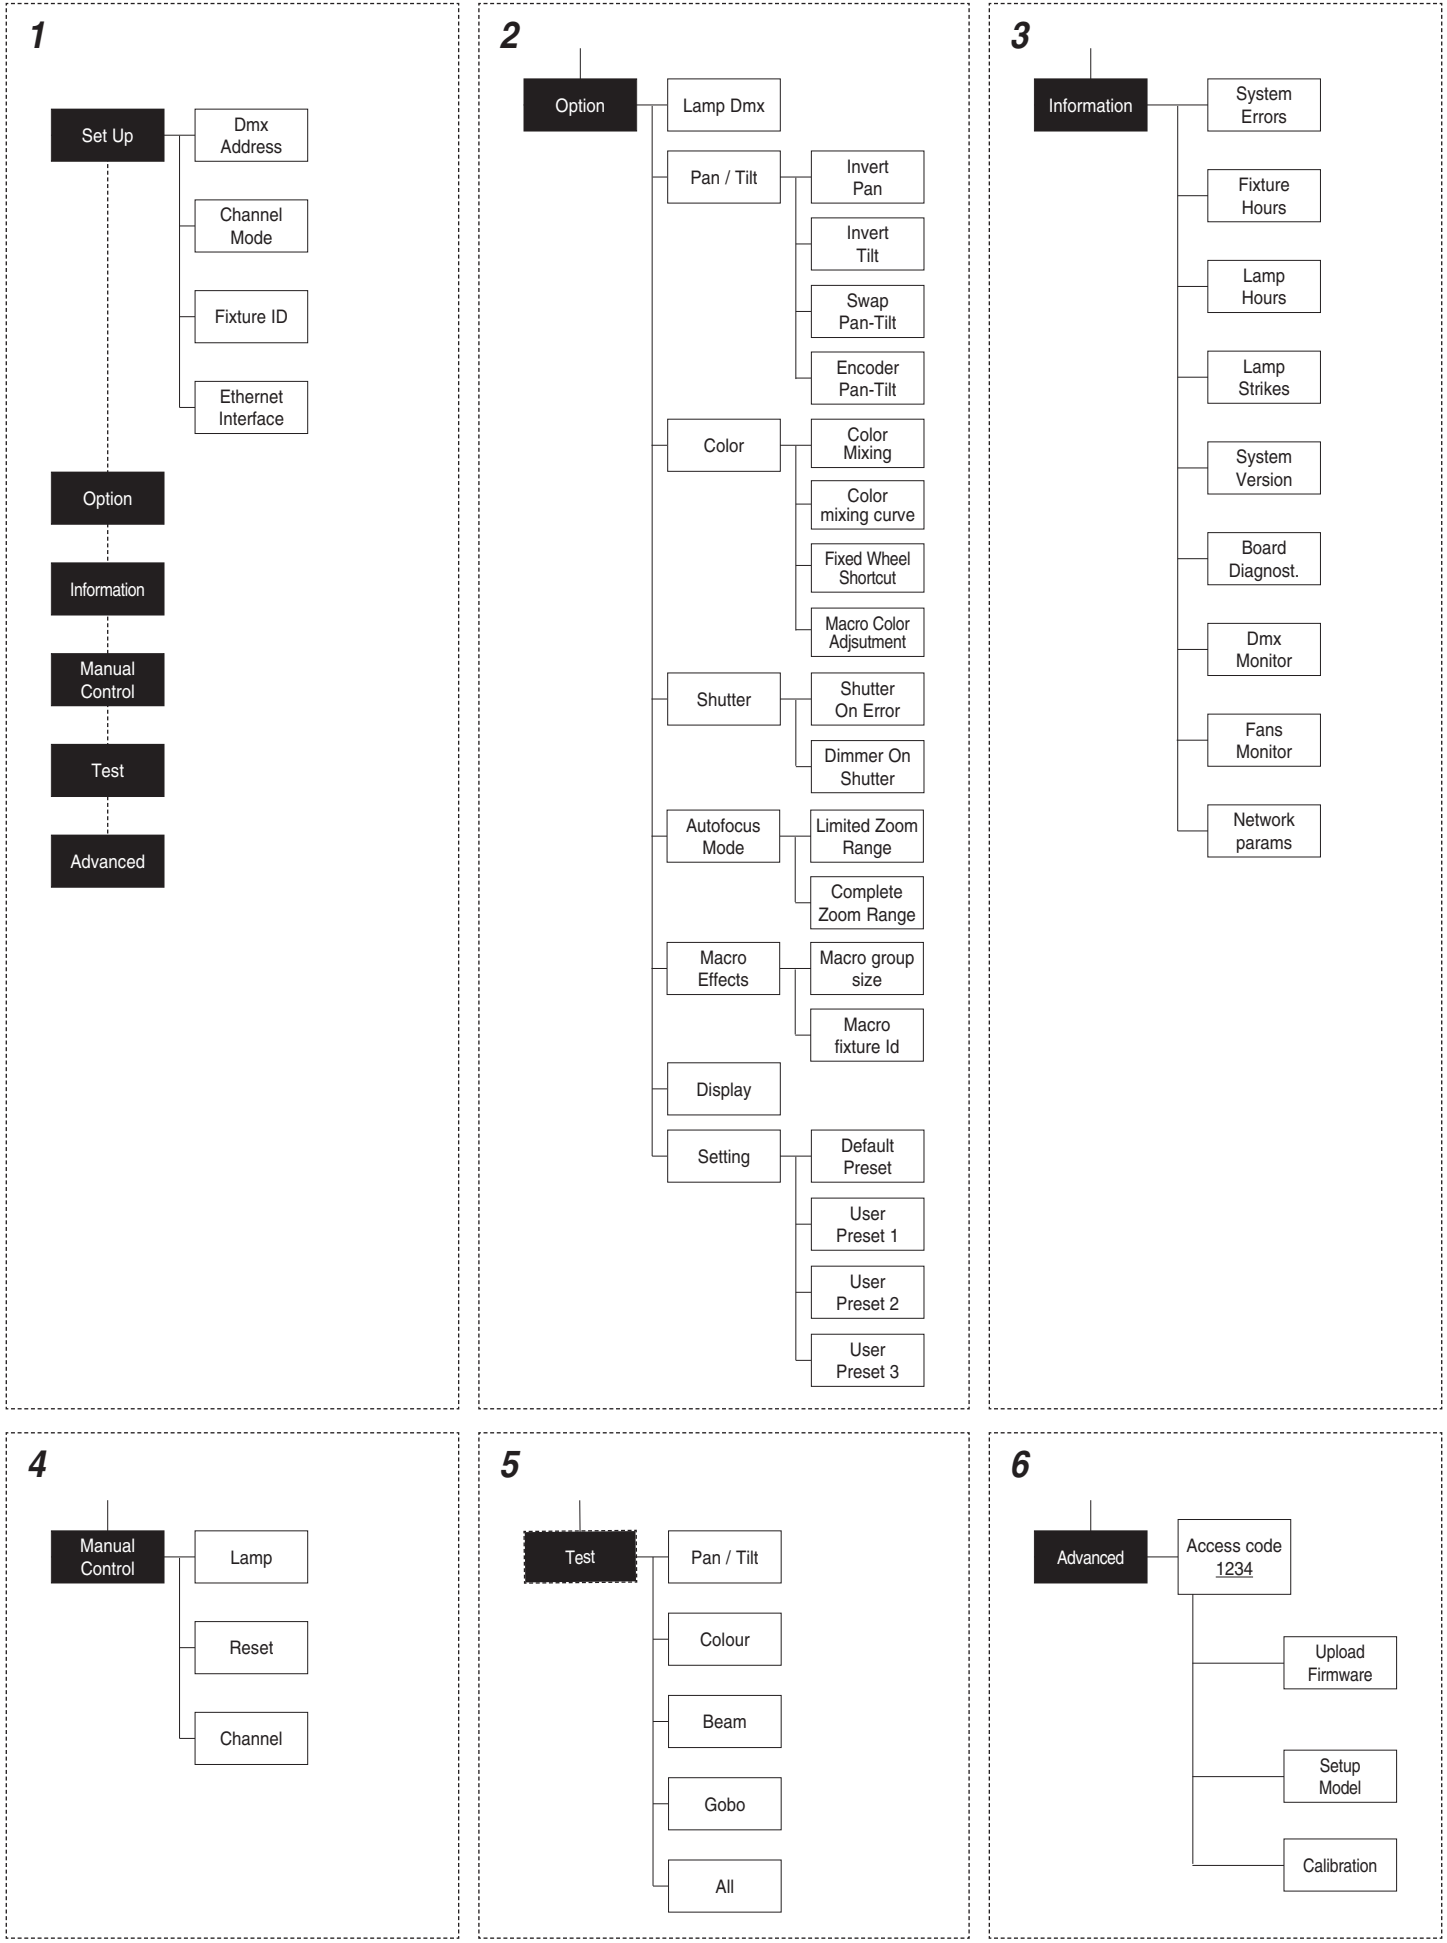 1
Set Up
Dmx
Address
Channel
Mode
Fixture ID
Ethernet
Interface
Option
Information
Manual
Control
Test
Advanced
2
Option
Lamp Dmx
Pan / Tilt
Invert
Pan
Invert
Tilt
Swap
Pan-Tilt
Encoder
Pan-Tilt
Color
Color
Mixing
Color
mixing curve
Fixed Wheel
Shortcut
Macro Color
Adjsutment
Shutter
Shutter
On Error
Dimmer On
Shutter
Autofocus
Mode
Limited Zoom
Range
Complete
Zoom Range
Macro
Effects
Macro group
size
Macro
fixture Id
Display
Setting
Default
Preset
User
Preset 1
User
Preset 2
User
Preset 3
3
Information
System
Errors
Fixture
Hours
Lamp
Hours
Lamp
Strikes
System
Version
Board
Diagnost.
Dmx
Monitor
Fans
Monitor
Network
params
4
Manual
Control
Lamp
Reset
Channel
5
Test
Pan / Tilt
Colour
Beam
Gobo
All
6
Advanced
Access code
1234
Upload
Firmware
Setup
Model
Calibration